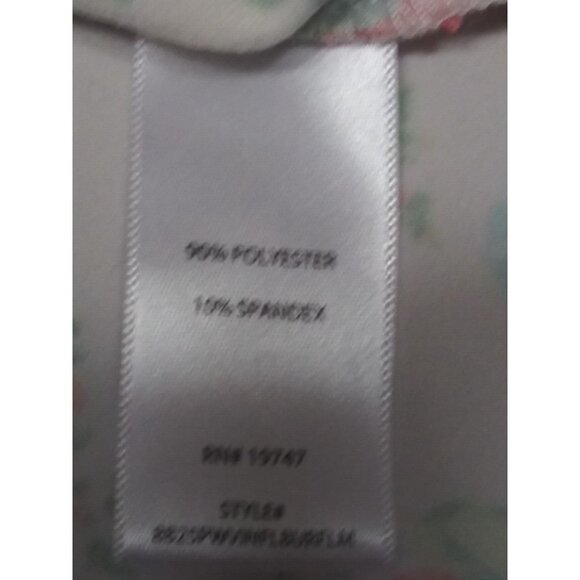 90% POLYESTER
10% SPANDEX
RN# 19747
STYLE#